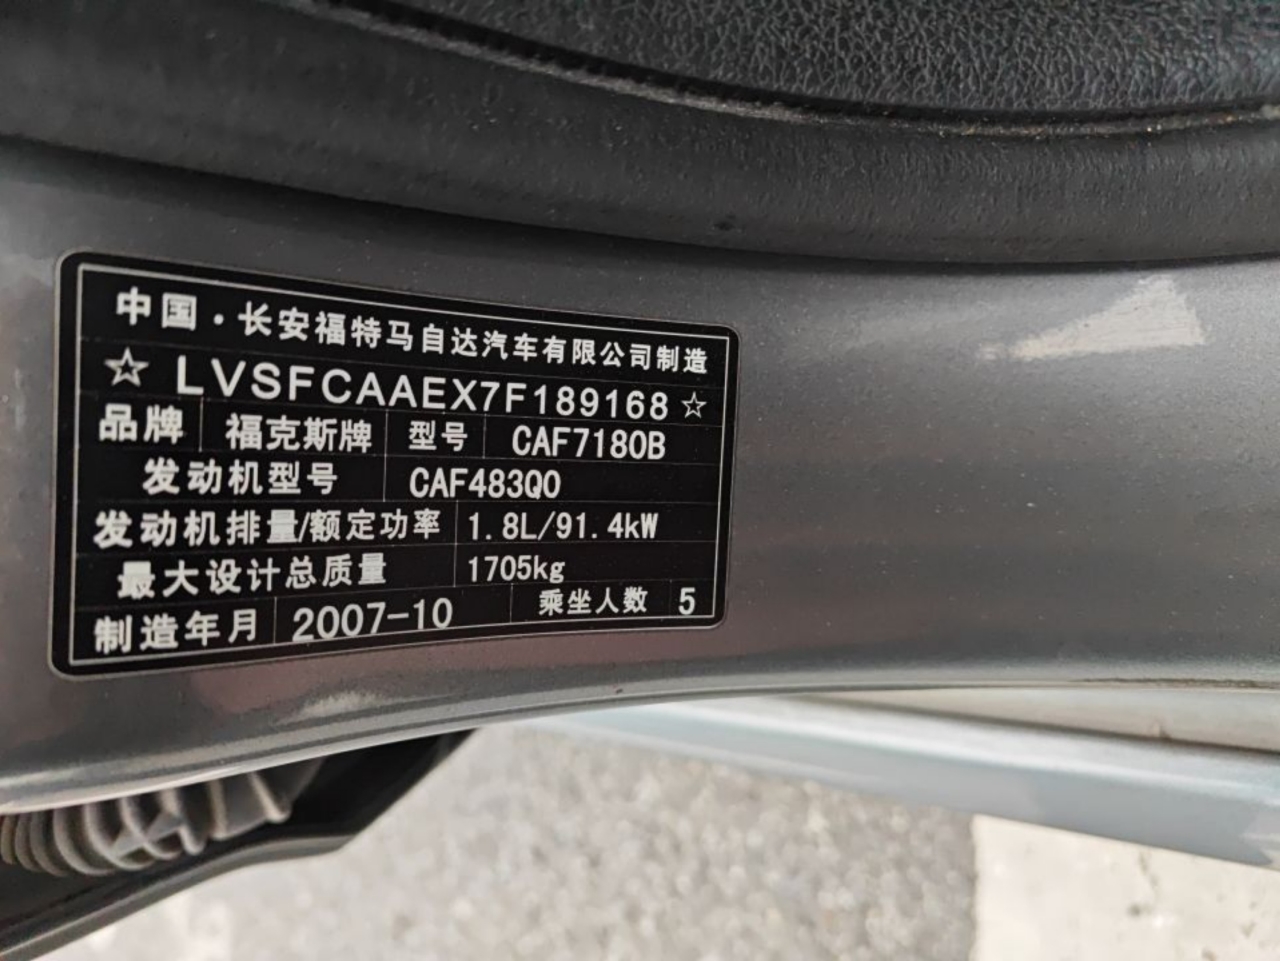 中国·长安福特马自达汽车有限公司制造
☆ LVSFCAAEX7F189168 ☆
品牌 福克斯牌 型号 CAF7180B
发动机型号 CAF483Q0
发动机排量/额定功率 1.8L/91.4kW
最大设计总质量 1705kg
制造年月 2007-10 乘坐人数 5